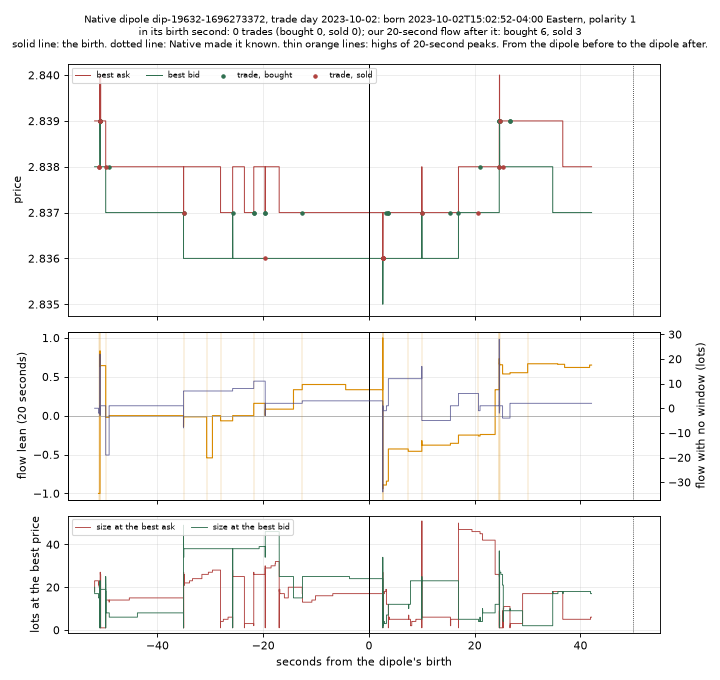 Native dipole dip-19632-1696273372, trade day 2023-10-02: born 2023-10-02T15:02:52-04:00 Eastern, polarity 1
in its birth second: 0 trades (bought 0, sold 0); our 20-second flow after it: bought 6, sold 3
solid line: the birth. dotted line: Native made it known. thin orange lines: highs of 20-second peaks. From the dipole before to the dipole after.
best ask
best bid
trade, bought
trade, sold
2.840
2.839
2.838
2.837
2.836
2.835
price
1.0
0.5
0.0
−0.5
−1.0
flow lean (20 seconds)
30
20
10
0
−10
−20
−30
flow with no window (lots)
size at the best ask
size at the best bid
40
20
0
lots at the best price
−40
−20
0
20
40
seconds from the dipole's birth